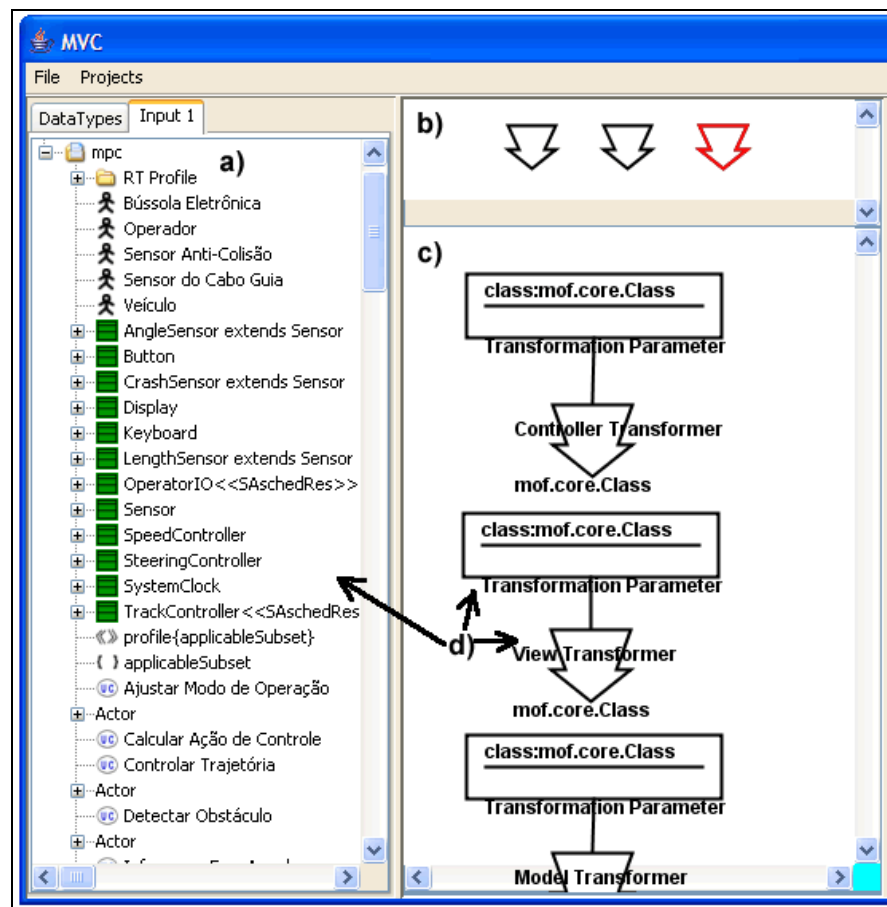 MVC
File Projects
DataTypes Input 1
mpc
a)
RT Profile
Bússola Eletrônica
Operador
Sensor Anti-Colisão
Sensor do Cabo Guia
Veículo
AngleSensor extends Sensor
Button
CrashSensor extends Sensor
Display
Keyboard
LengthSensor extends Sensor
OperatorIO<<SAschedRes>>
Sensor
SpeedController
SteeringController
SystemClock
TrackController<<SAschedRes
profile{applicableSubset}
applicableSubset
UC Ajustar Modo de Operação
Actor
UC Calcular Ação de Controle
UC Controlar Trajetória
Actor
UC Detectar Obstáculo
Actor
b)
c)
class:mof.core.Class
Transformation Parameter
Controller Transformer
mof.core.Class
class:mof.core.Class
Transformation Parameter
d)
View Transformer
mof.core.Class
class:mof.core.Class
Transformation Parameter
Model Transformer